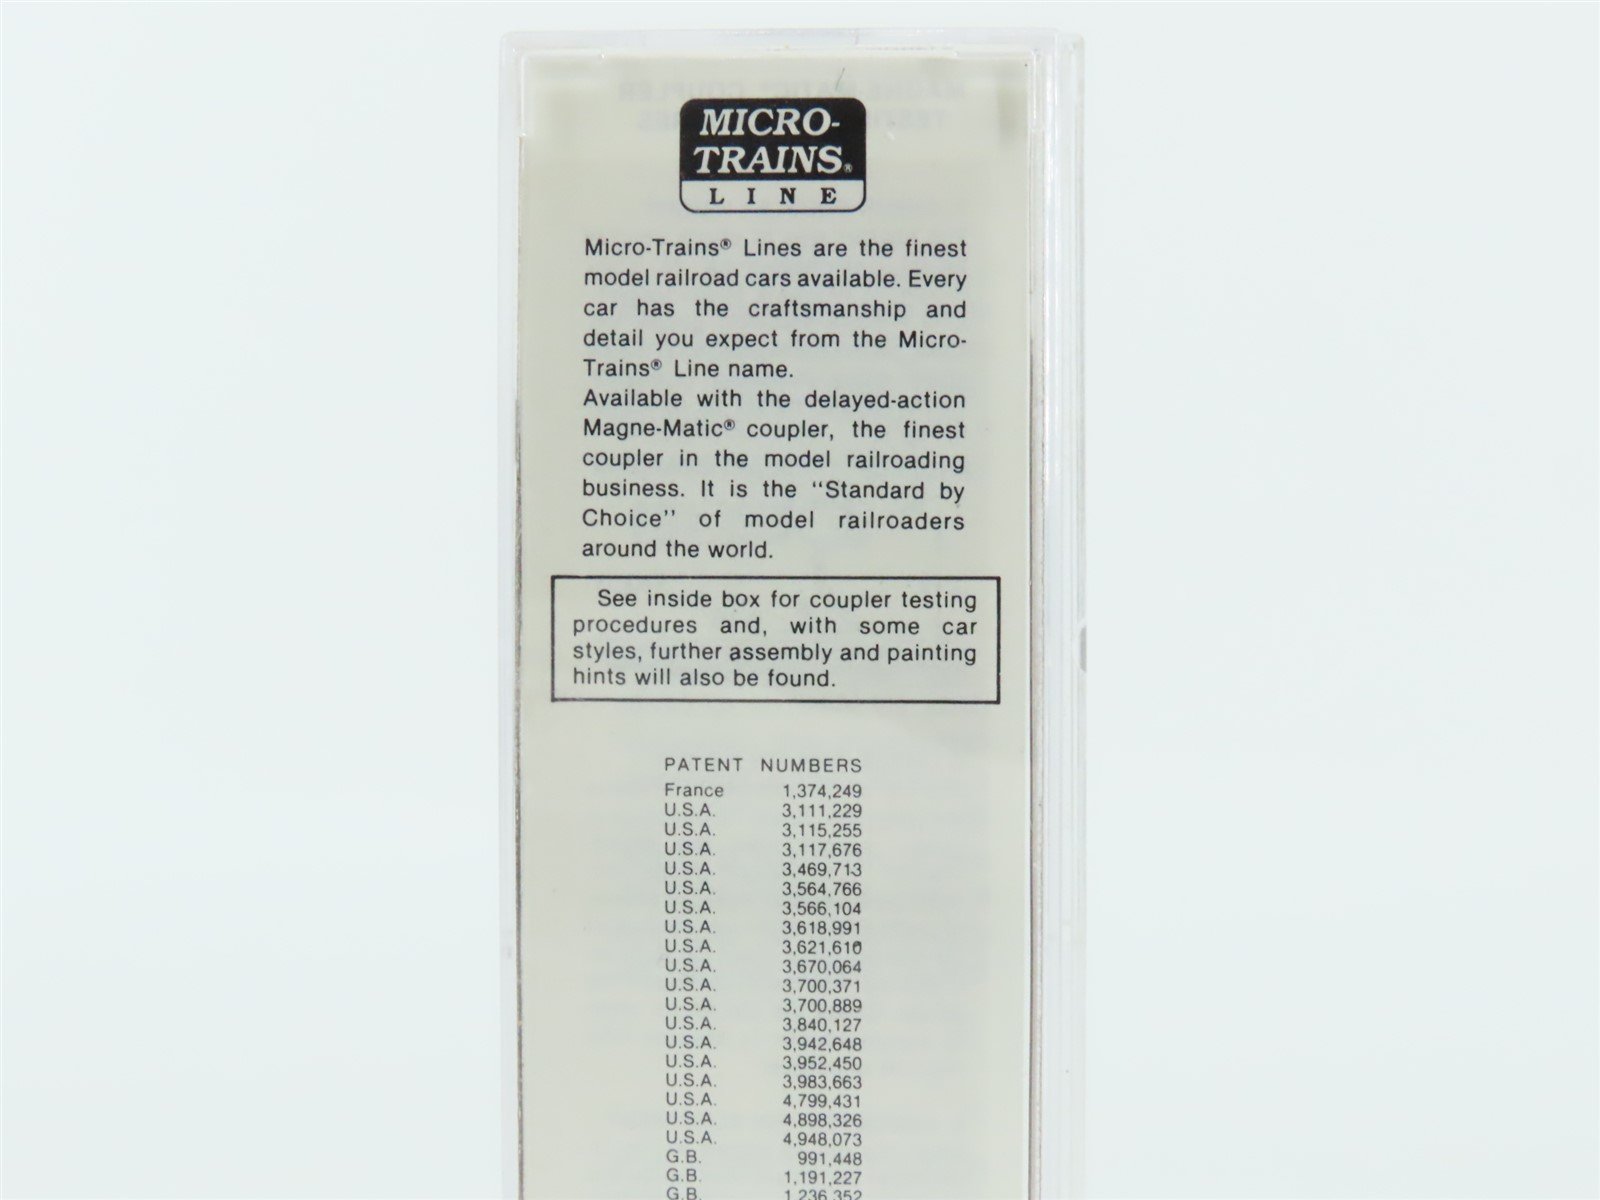 MICRO-
TRAINS®
LINE
Micro-Trains® Lines are the finest
model railroad cars available. Every
car has the craftsmanship and
detail you expect from the Micro-
Trains® Line name.
Available with the delayed-action
Magne-Matic® coupler, the finest
coupler in the model railroading
business. It is the "Standard by
Choice" of model railroaders
around the world.
See inside box for coupler testing
procedures and, with some car
styles, further assembly and painting
hints will also be found.
PATENT NUMBERS
France 1,374,249
U.S.A. 3,111,229
U.S.A. 3,115,255
U.S.A. 3,117,676
U.S.A. 3,469,713
U.S.A. 3,564,766
U.S.A. 3,566,104
U.S.A. 3,618,991
U.S.A. 3,621,610
U.S.A. 3,670,064
U.S.A. 3,700,371
U.S.A. 3,700,889
U.S.A. 3,840,127
U.S.A. 3,942,648
U.S.A. 3,952,450
U.S.A. 3,983,663
U.S.A. 4,799,431
U.S.A. 4,898,326
U.S.A. 4,948,073
G.B. 991,448
G.B. 1,191,227
G.B. 1,236,352